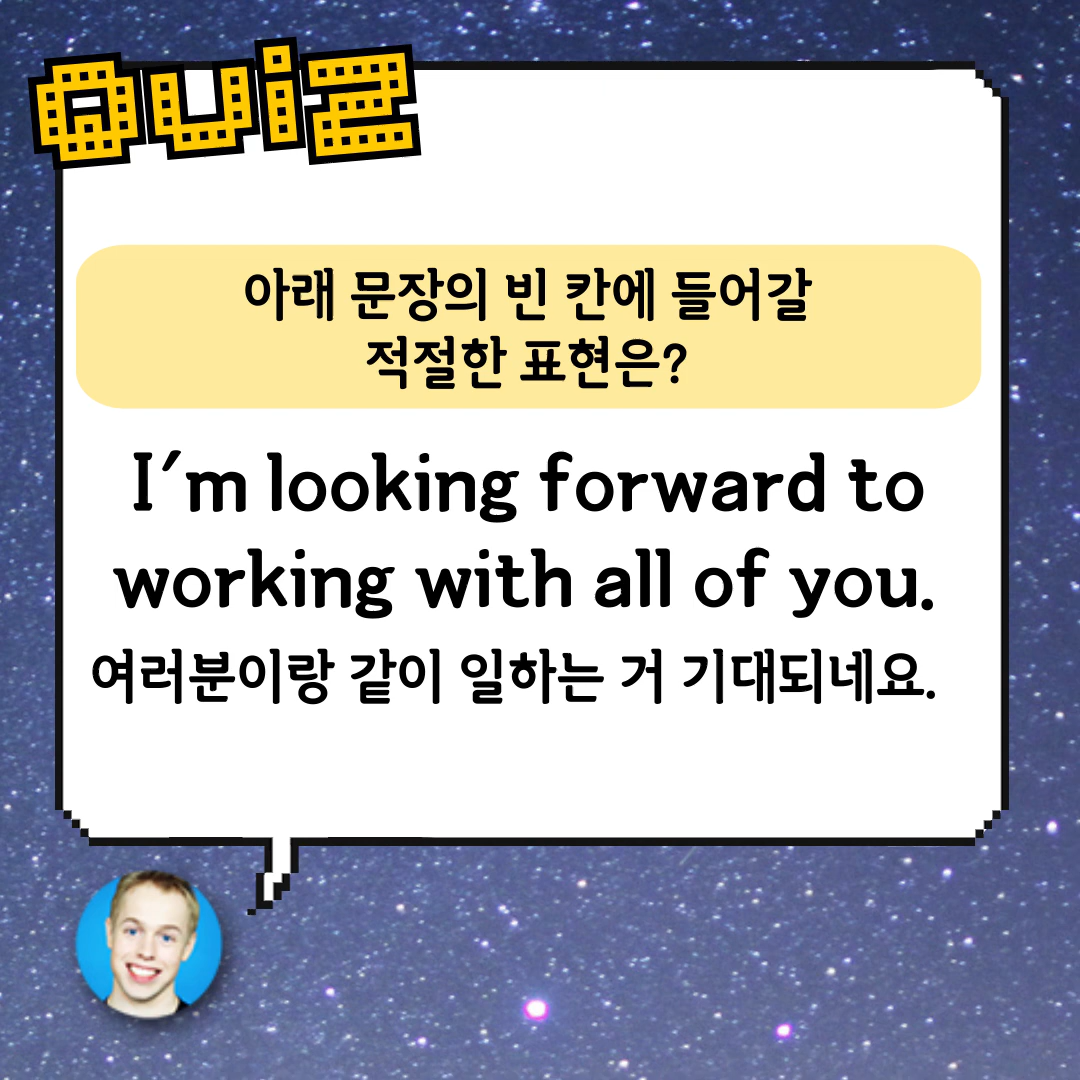 Quiz
아래 문장의 빈 칸에 들어갈
적절한 표현은?
I'm looking forward to
working with all of you.
여러분이랑 같이 일하는 거 기대되네요.